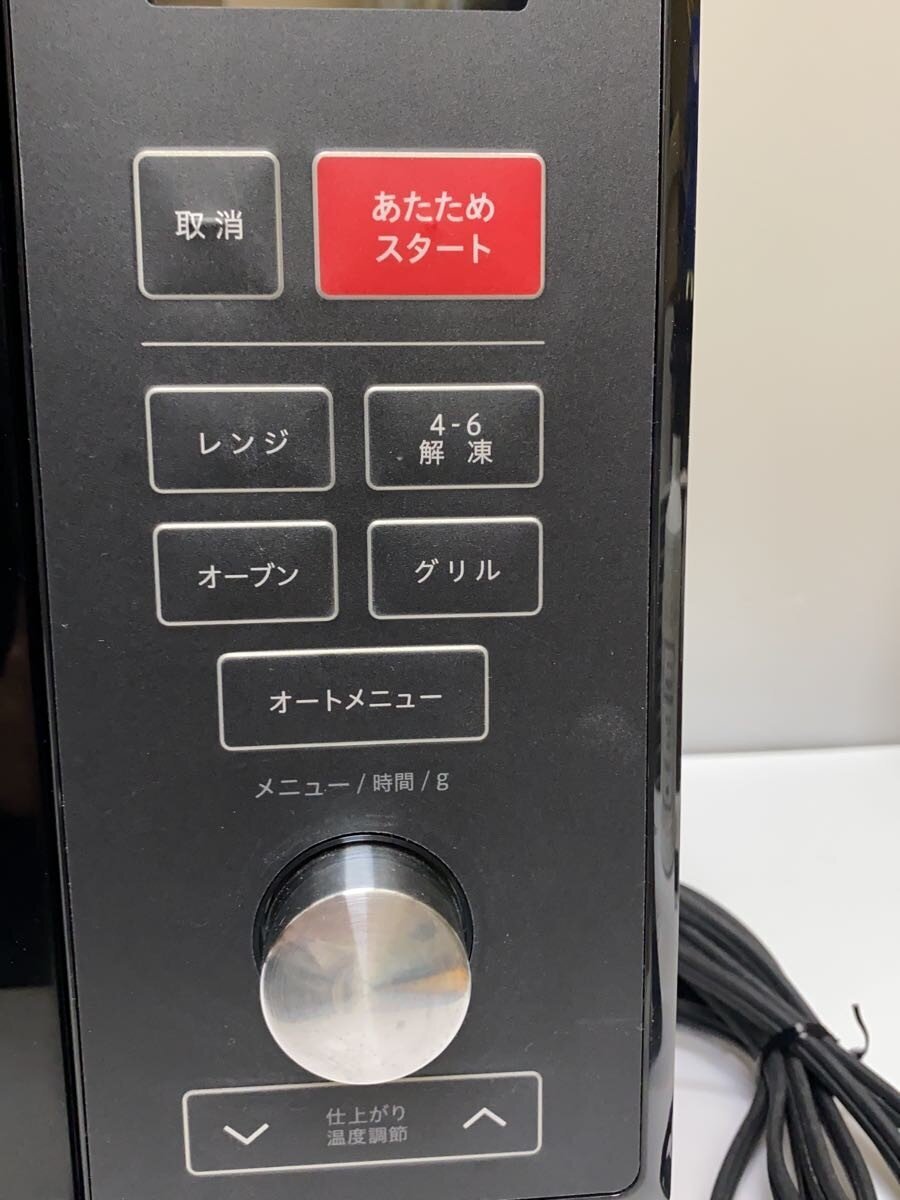 取消
あたため
スタート
レンジ
4-6
解凍
オーブン
グリル
オートメニュー
メニュー/時間/g
仕上がり
温度調節